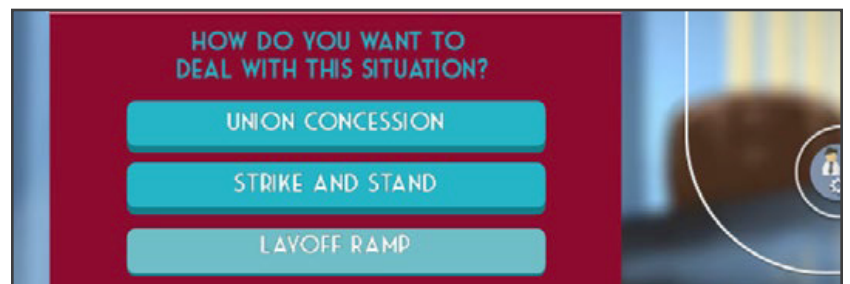 HOW DO YOU WANT TO
DEAL WITH THIS SITUATION?
UNION CONCESSION
STRIKE AND STAND
LAYOFF RAMP